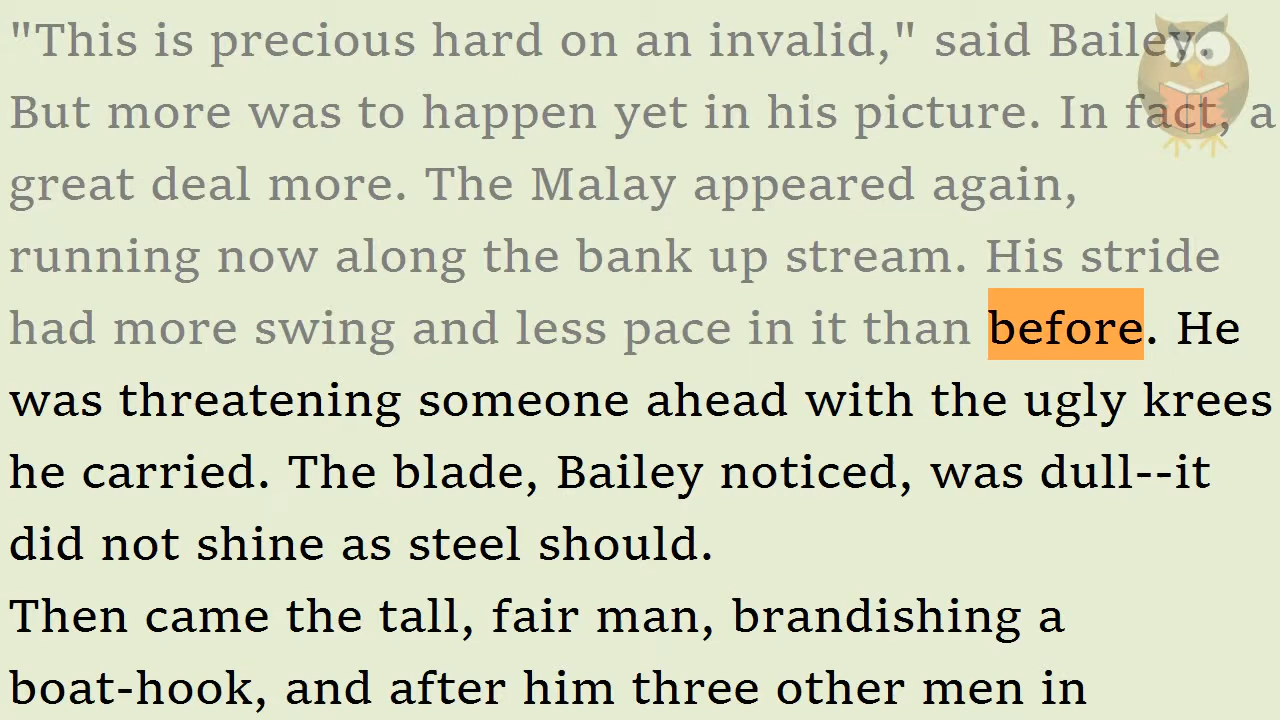 "This is precious hard on an invalid," said Bailey.
But more was to happen yet in his picture. In fact, a
great deal more. The Malay appeared again,
running now along the bank up stream. His stride
had more swing and less pace in it than before. He
was threatening someone ahead with the ugly krees
he carried. The blade, Bailey noticed, was dull--it
did not shine as steel should.
Then came the tall, fair man, brandishing a
boat-hook, and after him three other men in